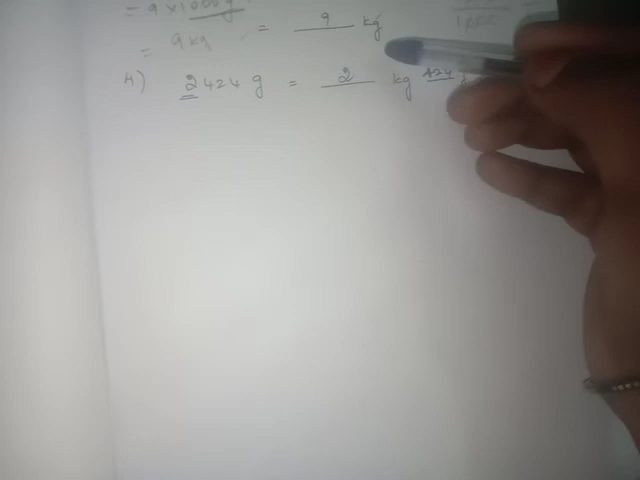 = 9 x 1000 g
= 9 kg = 9 kg
4) 2424 g = 2 kg 424